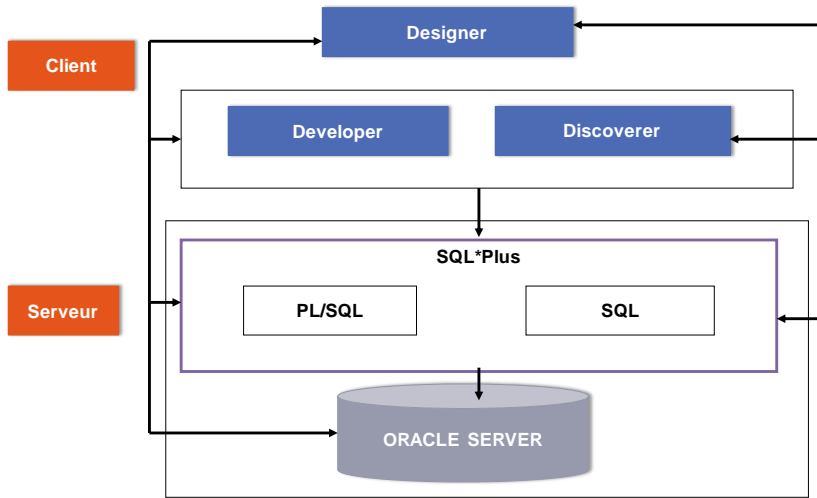 Designer
Client
Developer
Discoverer
SQL*Plus
Serveur
PL/SQL
SQL
ORACLE SERVER